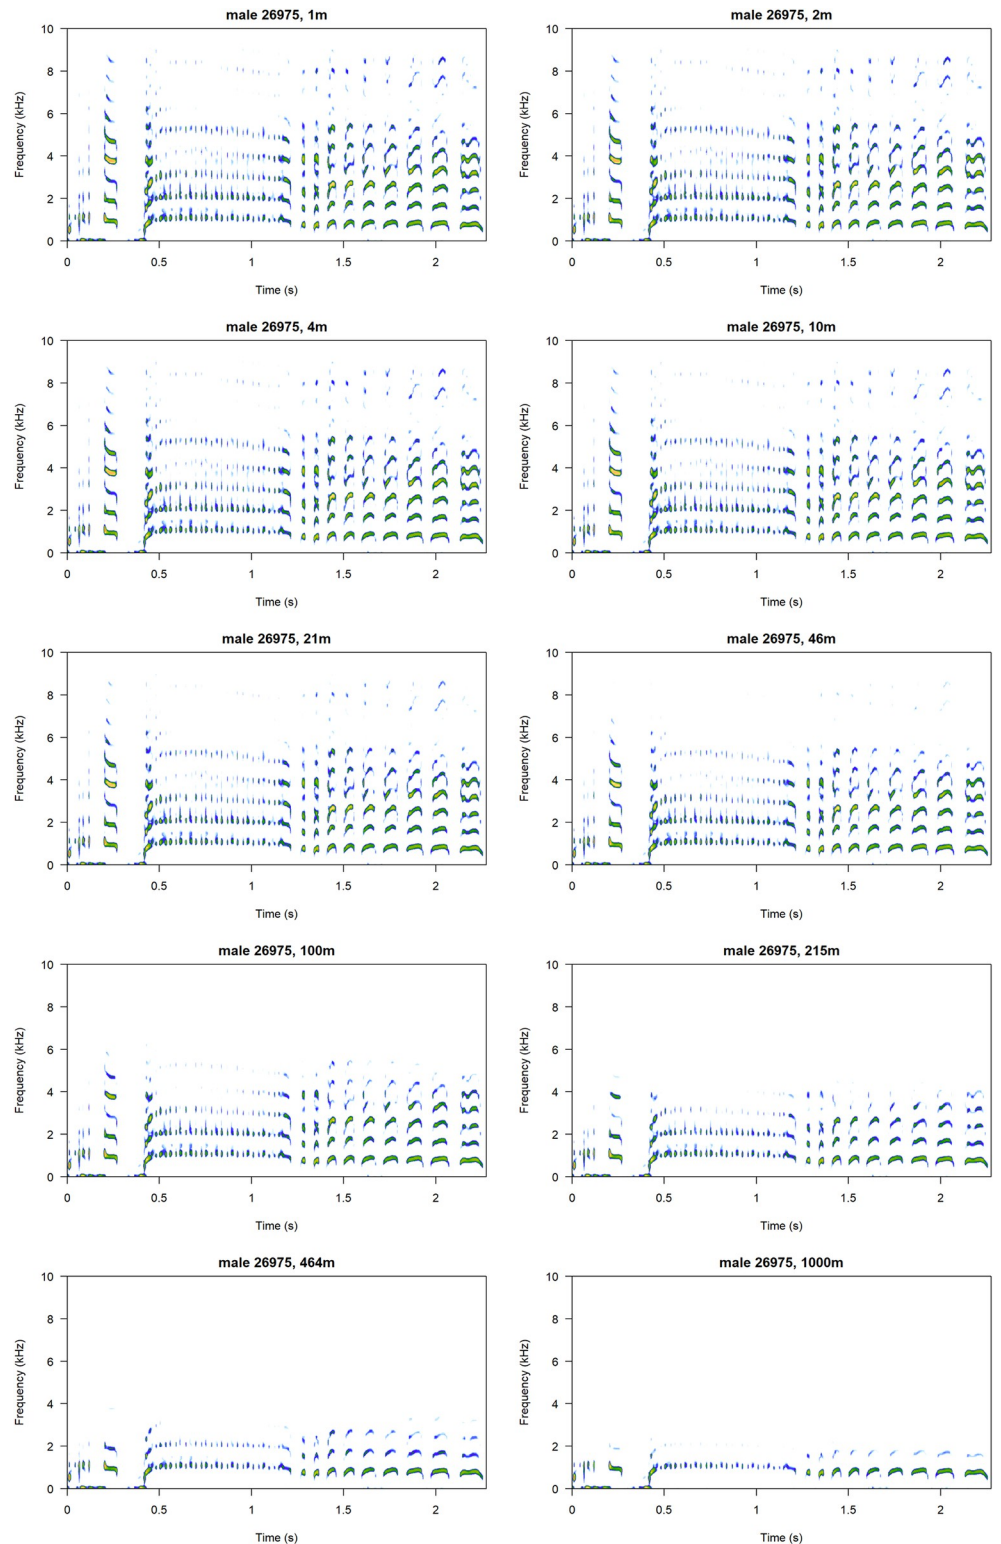 male 26975, 1m
10
8
6
4
2
0
Frequency (kHz)
0 0.5 1 1.5 2
Time (s)
male 26975, 2m
10
8
6
4
2
0
Frequency (kHz)
0 0.5 1 1.5 2
Time (s)
male 26975, 4m
10
8
6
4
2
0
Frequency (kHz)
0 0.5 1 1.5 2
Time (s)
male 26975, 10m
10
8
6
4
2
0
Frequency (kHz)
0 0.5 1 1.5 2
Time (s)
male 26975, 21m
10
8
6
4
2
0
Frequency (kHz)
0 0.5 1 1.5 2
Time (s)
male 26975, 46m
10
8
6
4
2
0
Frequency (kHz)
0 0.5 1 1.5 2
Time (s)
male 26975, 100m
10
8
6
4
2
0
Frequency (kHz)
0 0.5 1 1.5 2
Time (s)
male 26975, 215m
10
8
6
4
2
0
Frequency (kHz)
0 0.5 1 1.5 2
Time (s)
male 26975, 464m
10
8
6
4
2
0
Frequency (kHz)
0 0.5 1 1.5 2
Time (s)
male 26975, 1000m
10
8
6
4
2
0
Frequency (kHz)
0 0.5 1 1.5 2
Time (s)